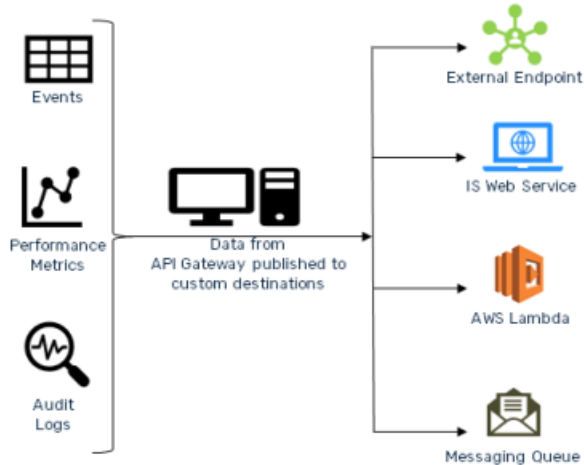 Events
Performance
Metrics
Audit
Logs
Data from
API Gateway published to
custom destinations
External Endpoint
IS Web Service
AWS Lambda
Messaging Queue